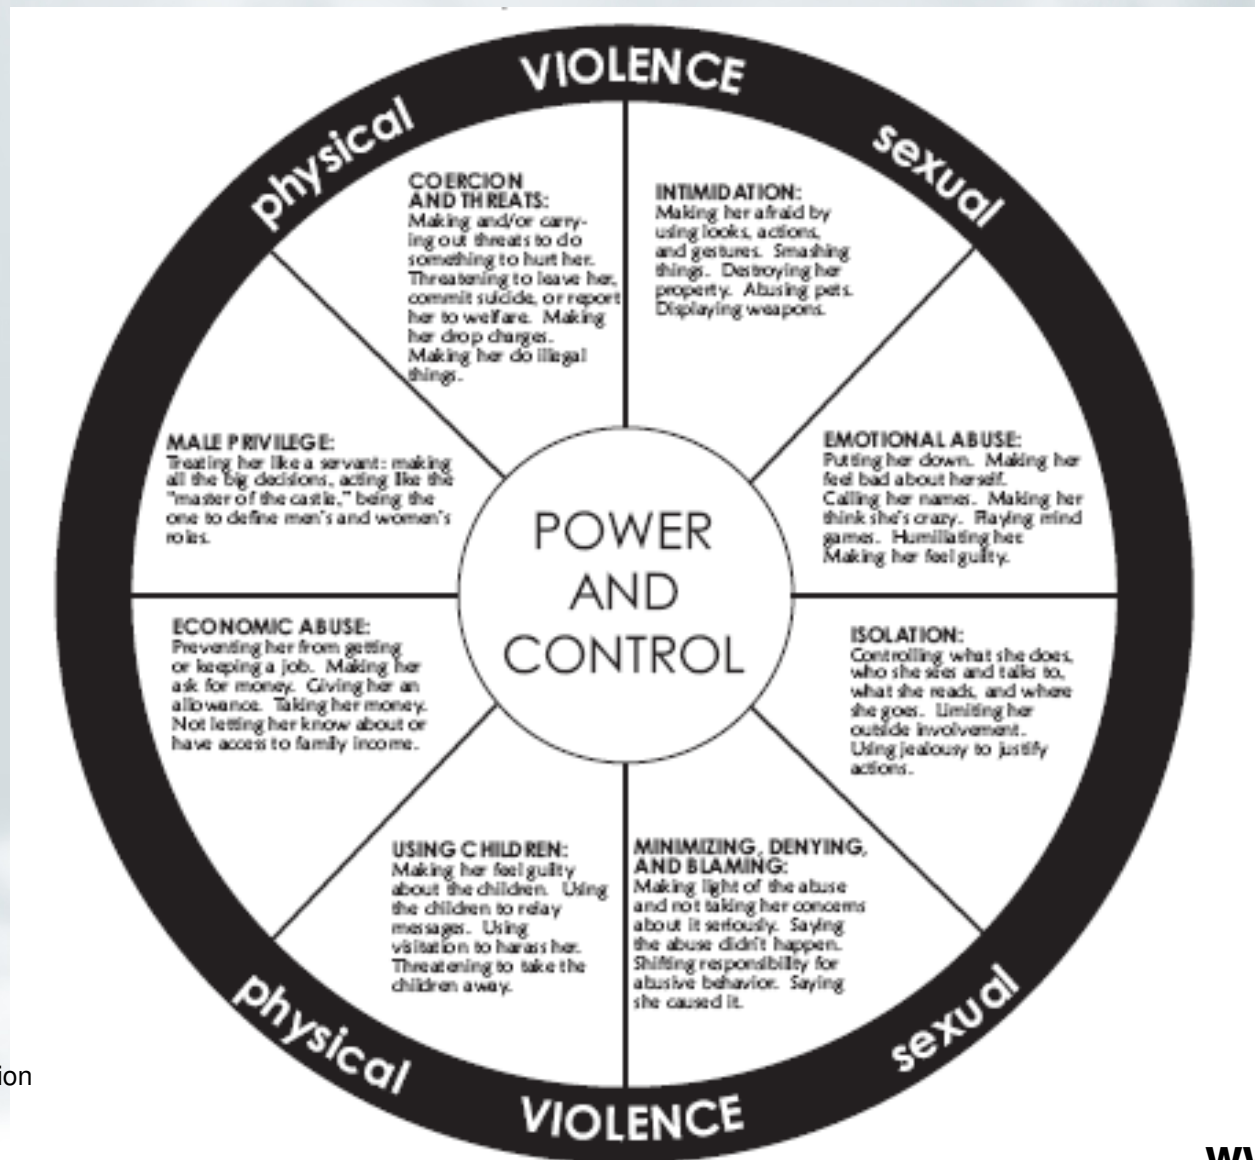 VIOLENCE
physical
sexual
COERCION
AND THREATS:
Making and/or carry-
ing out threats to do
something to hurt her.
Threatening to leave her,
commit suicide, or report
her to welfare. Making
her drop charges.
Making her do illegal
things.
INTIMIDATION:
Making her afraid by
using looks, actions,
and gestures. Smashing
things. Destroying her
property. Abusing pets.
Displaying weapons.
MALE PRIVILEGE:
Treating her like a servant: making
all the big decisions, acting like the
"master of the castle," being the
one to define men's and women's
roles.
EMOTIONAL ABUSE:
Putting her down. Making her
feel bad about herself.
Calling her names. Making her
think she's crazy. Playing mind
games. Humiliating her.
Making her feel guilty.
POWER
AND
CONTROL
ECONOMIC ABUSE:
Preventing her from getting
or keeping a job. Making her
ask for money. Giving her an
allowance. Taking her money.
Not letting her know about or
have access to family income.
ISOLATION:
Controlling what she does,
who she sees and talks to,
what she reads, and where
she goes. Limiting her
outside involvement.
Using jealousy to justify
actions.
USING CHILDREN:
Making her feel guilty
about the children. Using
the children to relay
messages. Using
visitation to harass her.
Threatening to take the
children away.
MINIMIZING, DENYING,
AND BLAMING:
Making light of the abuse
and not taking her concerns
about it seriously. Saying
the abuse didn't happen.
Shifting responsibility for
abusive behavior. Saying
she caused it.
physical
sexual
VIOLENCE
ion